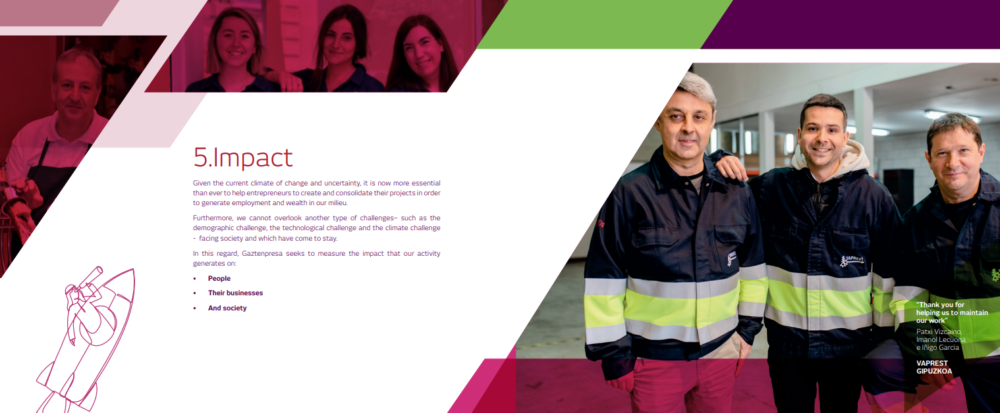 5.Impact
Given the current climate of change and uncertainty, it is now more essential
than ever to help entrepreneurs to create and consolidate their projects in order
to generate employment and wealth in our milieu.
Furthermore, we cannot overlook another type of challenges– such as the
demographic challenge, the technological challenge and the climate challenge
- facing society and which have come to stay.
In this regard, Gaztenpresa seeks to measure the impact that our activity
generates on:
• People
• Their businesses
• And society
VAPREST
"Thank you for
helping us to maintain
our work"
Patxi Vizcaino,
Imanol Lecuona
e Iñigo Garcia
VAPREST
GIPUZKOA